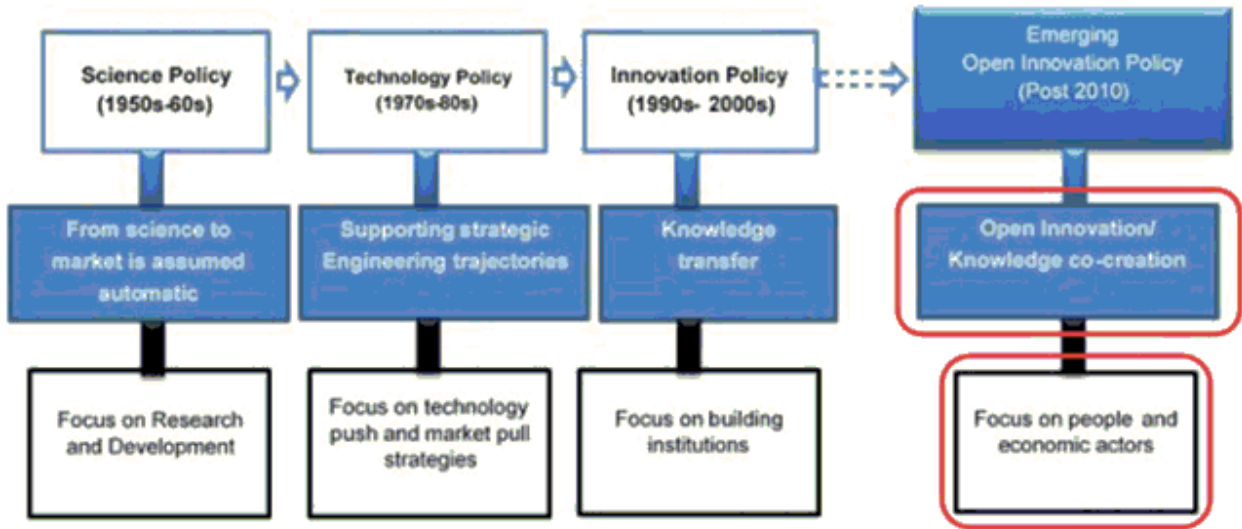 Science Policy
(1950s-60s)
Technology Policy
(1970s-80s)
Innovation Policy
(1990s- 2000s)
Emerging
Open Innovation Policy
(Post 2010)
From science to
market is assumed
automatic
Supporting strategic
Engineering trajectories
Knowledge
transfer
Open Innovation/
Knowledge co-creation
Focus on Research
and Development
Focus on technology
push and market pull
strategies
Focus on building
institutions
Focus on people and
economic actors